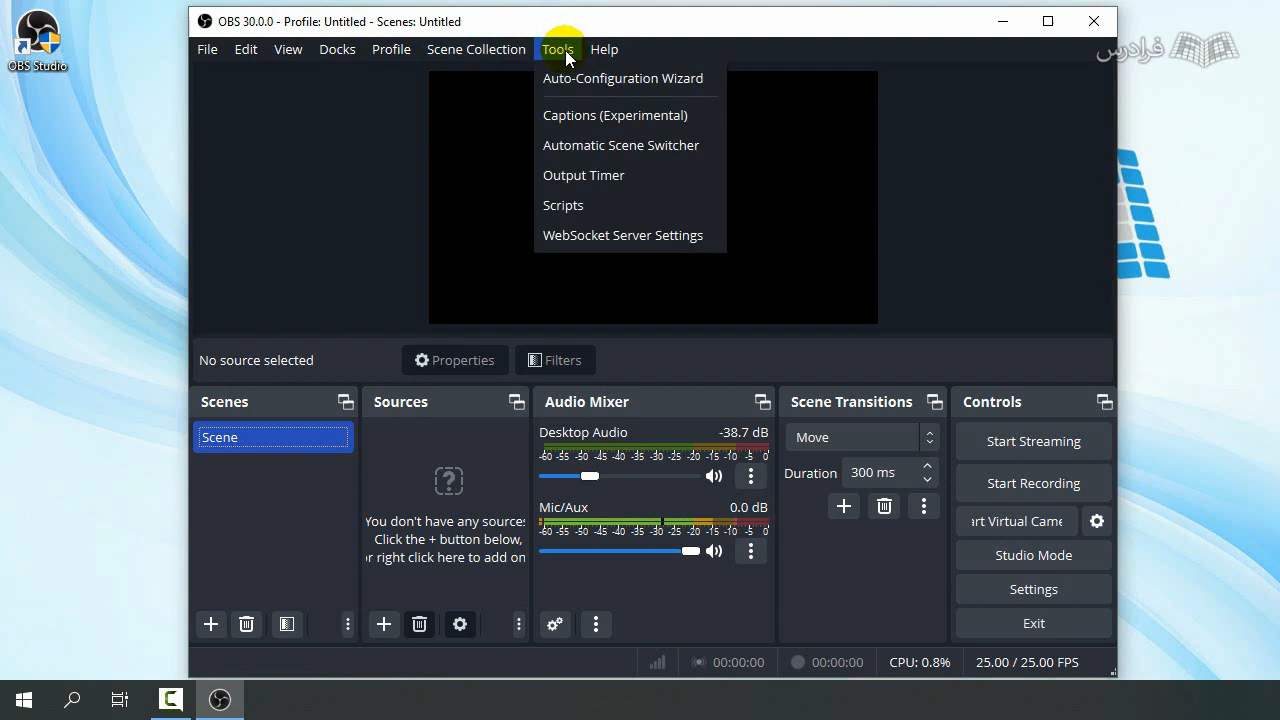 OBS Studio
OBS 30.0.0 - Profile: Untitled - Scenes: Untitled
File Edit View Docks Profile Scene Collection Tools Help
فرادرس
Auto-Configuration Wizard
Captions (Experimental)
Automatic Scene Switcher
Output Timer
Scripts
WebSocket Server Settings
No source selected Properties Filters
Scenes
Scene
Sources
You don't have any sources
Click the + button below,
or right click here to add on
Audio Mixer
Desktop Audio -38.7 dB
-60 -55 -50 -45 -40 -35 -30 -25 -20 -15 -10 -5 0
Mic/Aux 0.0 dB
-60 -55 -50 -45 -40 -35 -30 -25 -20 -15 -10 -5 0
Scene Transitions
Move
Duration 300 ms
Controls
Start Streaming
Start Recording
art Virtual Came
Studio Mode
Settings
Exit
00:00:00 00:00:00 CPU: 0.8% 25.00 / 25.00 FPS